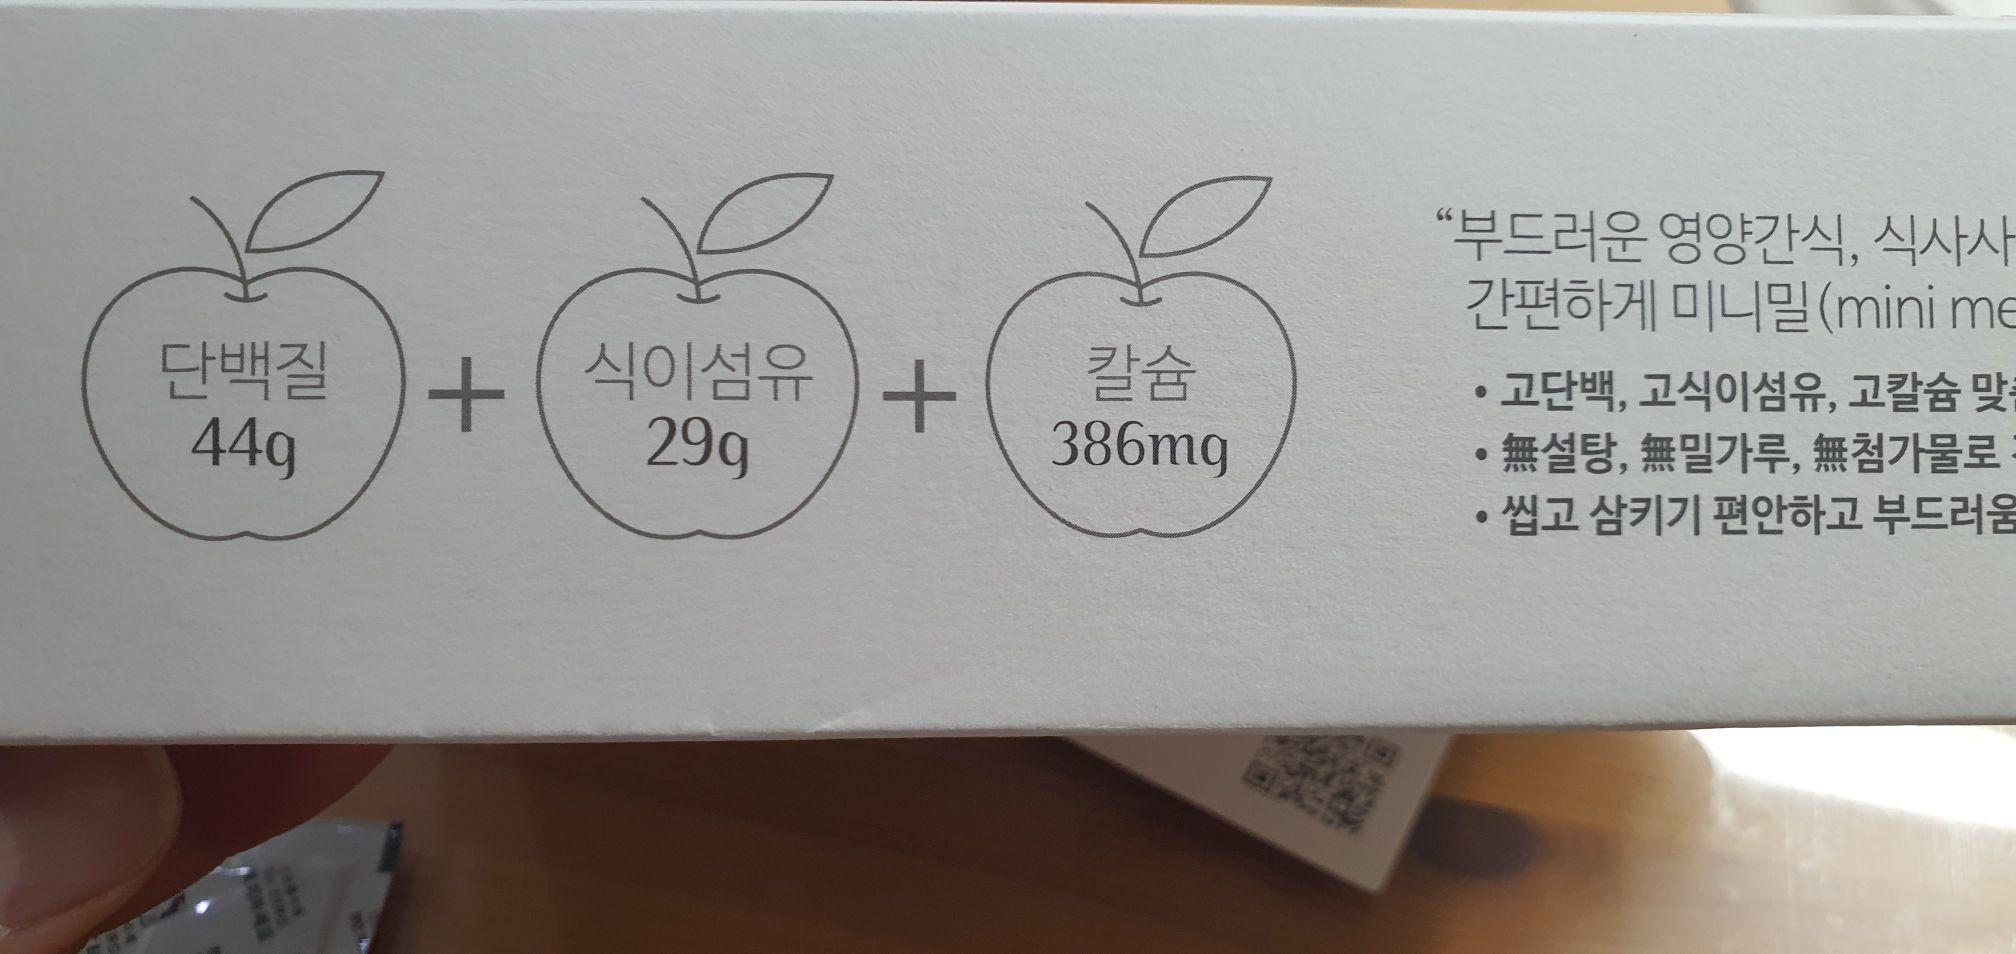 단백질
44g
+
식이섬유
29g
+
칼슘
386mg
“부드러운 영양간식, 식사사
간편하게 미니밀(mini me
• 고단백, 고식이섬유, 고칼슘
• 無설탕, 無밀가루, 無첨가물로
• 씹고 삼키기 편안하고 부드러움